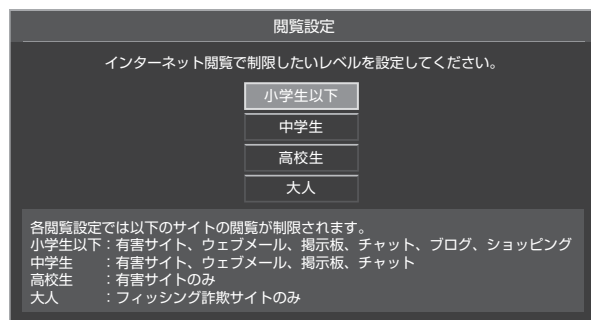 閲覧設定
インターネット閲覧で制限したいレベルを設定してください。
小学生以下
中学生
高校生
大人
各閲覧設定では以下のサイトの閲覧が制限されます。
小学生以下：有害サイト、ウェブメール、掲示板、チャット、ブログ、ショッピング
中学生　　：有害サイト、ウェブメール、掲示板、チャット
高校生　　：有害サイトのみ
大人　　　：フィッシング詐欺サイトのみ